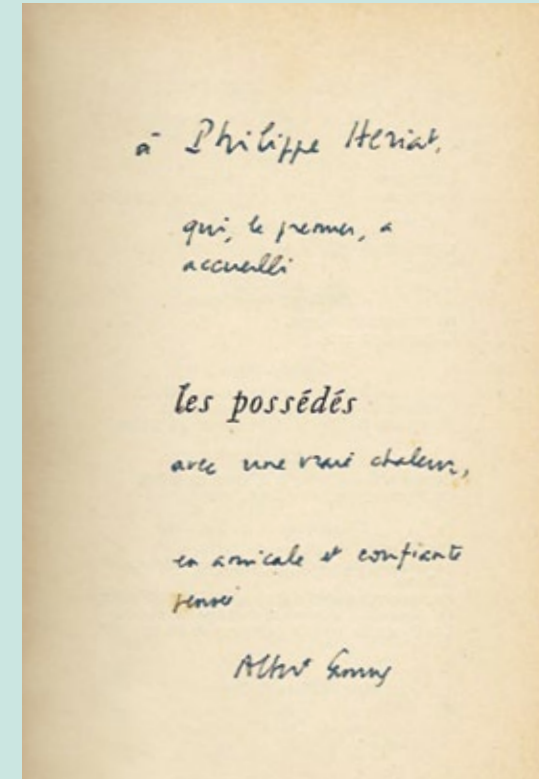 à Philippe Heriat,
qui, le premier, a
accueilli
les possédés
avec une vraie chaleur,
en amicale et confiante
pensée
Albert Camus